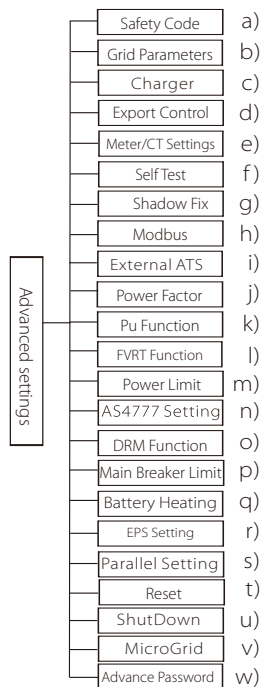 Advanced settings
Safety Code a)
Grid Parameters b)
Charger c)
Export Control d)
Meter/CT Settings e)
Self Test f)
Shadow Fix g)
Modbus h)
External ATS i)
Power Factor j)
Pu Function k)
FVRT Function l)
Power Limit m)
AS4777 Setting n)
DRM Function o)
Main Breaker Limit p)
Battery Heating q)
EPS Setting r)
Parallel Setting s)
Reset t)
ShutDown u)
MicroGrid v)
Advance Password w)